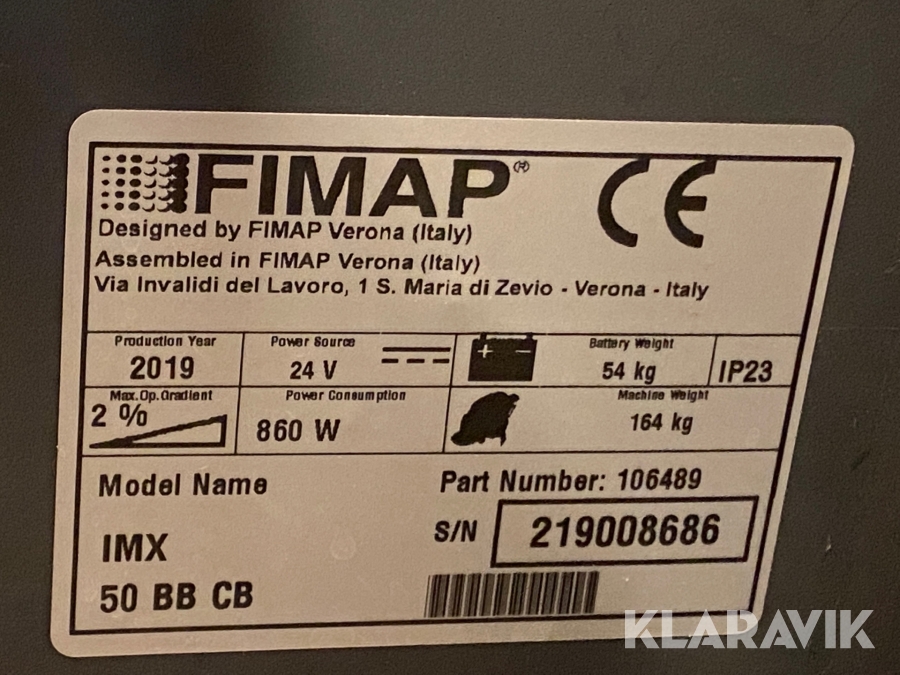 FIMAP®
CE
Designed by FIMAP Verona (Italy)
Assembled in FIMAP Verona (Italy)
Via Invalidi del Lavoro, 1 S. Maria di Zevio - Verona - Italy
Production Year
2019
Power Source
24 V
+ -
Battery Weight
54 kg
IP23
Max.Op.Gradient
2 %
Power Consumption
860 W
Machine Weight
164 kg
Model Name
Part Number: 106489
IMX
S/N 219008686
50 BB CB
KLARAVIK